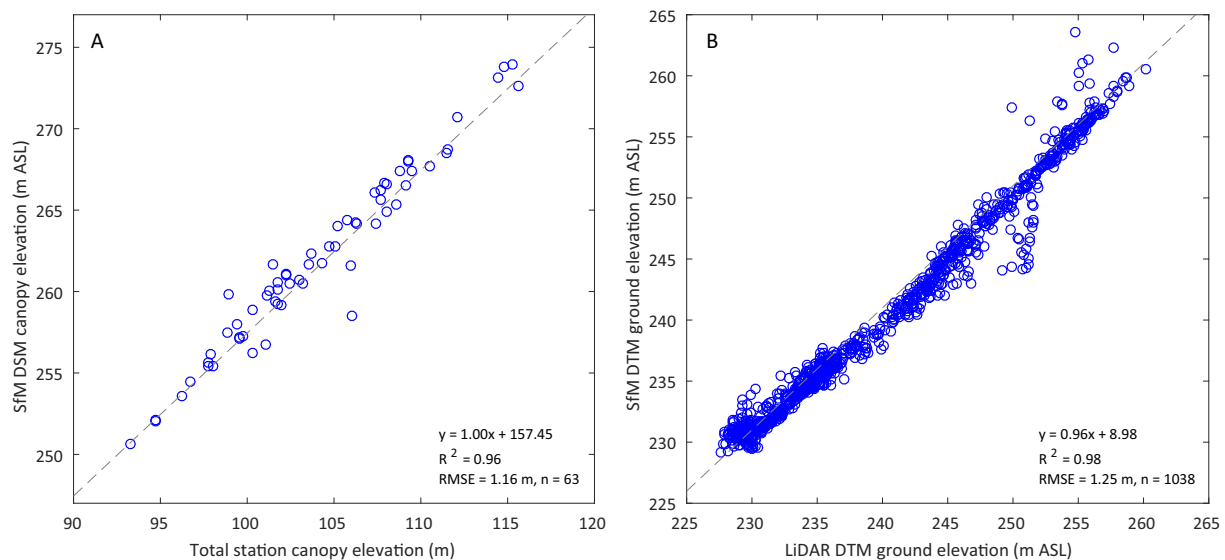 A
275
270
265
260
255
250
SfM DSM canopy elevation (m ASL)
y = 1.00x + 157.45
R 2 = 0.96
RMSE = 1.16 m, n = 63
90 95 100 105 110 115 120
Total station canopy elevation (m)
B
265
260
255
250
245
240
235
230
225
SfM DTM ground elevation (m ASL)
y = 0.96x + 8.98
R 2 = 0.98
RMSE = 1.25 m, n = 1038
225 230 235 240 245 250 255 260 265
LiDAR DTM ground elevation (m ASL)